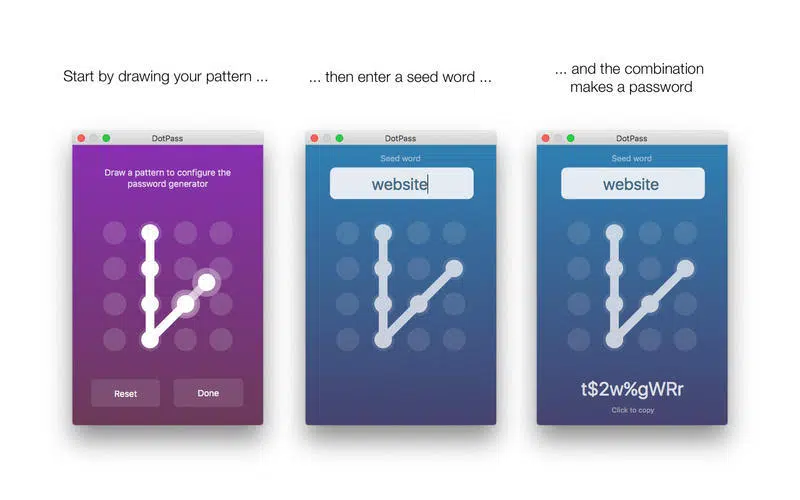 Start by drawing your pattern ...
... then enter a seed word ...
... and the combination
makes a password
DotPass
Draw a pattern to configure the
password generator
Reset
Done
DotPass
Seed word
website
DotPass
Seed word
website
t$2w%gWRr
Click to copy